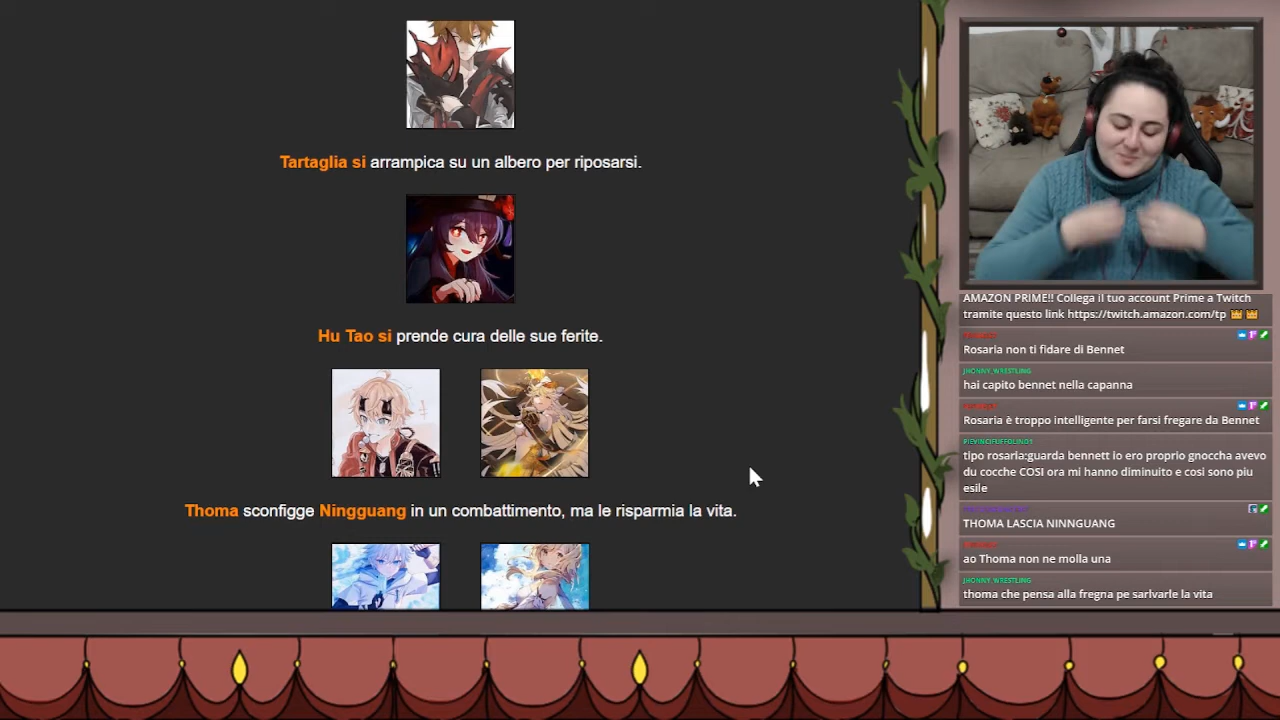 Tartaglia si arrampica su un albero per riposarsi.
Hu Tao si prende cura delle sue ferite.
Thoma sconfigge Ningguang in un combattimento, ma le risparmia la vita.
AMAZON PRIME!! Collega il tuo account Prime a Twitch
tramite questo link https://twitch.amazon.com/tp
Rosaria non ti fidare di Bennet
JHONNY_WRESTLING
hai capito bennet nella capanna
Rosaria è troppo intelligente per farsi fregare da Bennet
tipo rosarIa:guarda bennett io ero proprio gnoccha avevo
du cocche COSI ora mi hanno diminuito e cosi sono piu
esile
THOMA LASCIA NINNGUANG
ao Thoma non ne molla una
JHONNY_WRESTLING
thoma che pensa alla fregna pe sarlvarle la vita